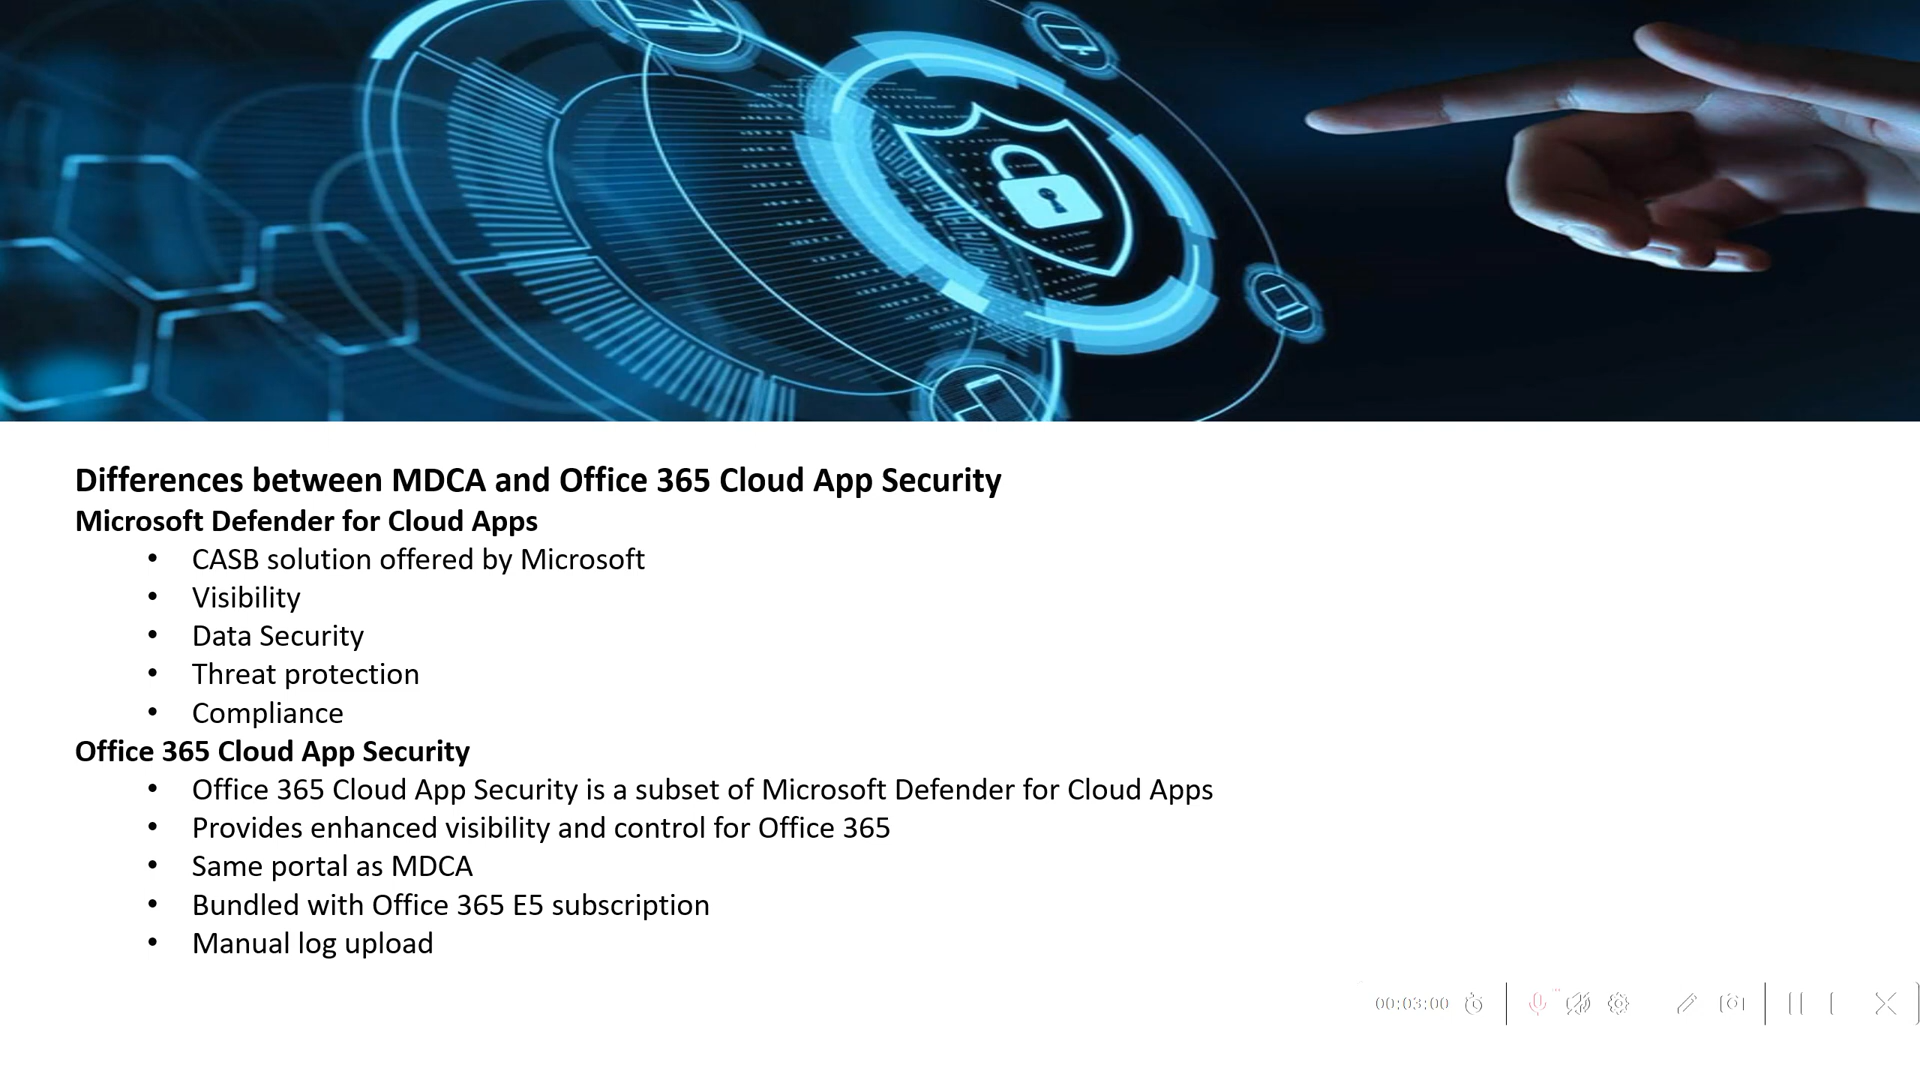 Differences between MDCA and Office 365 Cloud App Security
Microsoft Defender for Cloud Apps
• CASB solution offered by Microsoft
• Visibility
• Data Security
• Threat protection
• Compliance
Office 365 Cloud App Security
• Office 365 Cloud App Security is a subset of Microsoft Defender for Cloud Apps
• Provides enhanced visibility and control for Office 365
• Same portal as MDCA
• Bundled with Office 365 E5 subscription
• Manual log upload
00:03:00